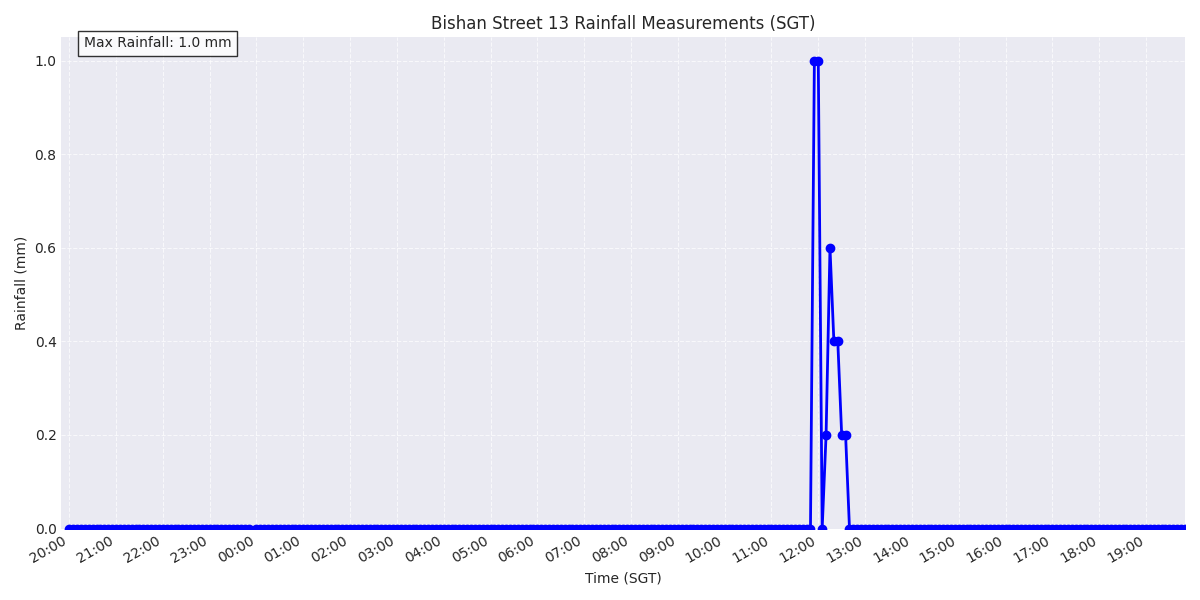 Bishan Street 13 Rainfall Measurements (SGT)
Max Rainfall: 1.0 mm
1.0
0.8
0.6
0.4
0.2
0.0
Rainfall (mm)
20:00 21:00 22:00 23:00 00:00 01:00 02:00 03:00 04:00 05:00 06:00 07:00 08:00 09:00 10:00 11:00 12:00 13:00 14:00 15:00 16:00 17:00 18:00 19:00
Time (SGT)